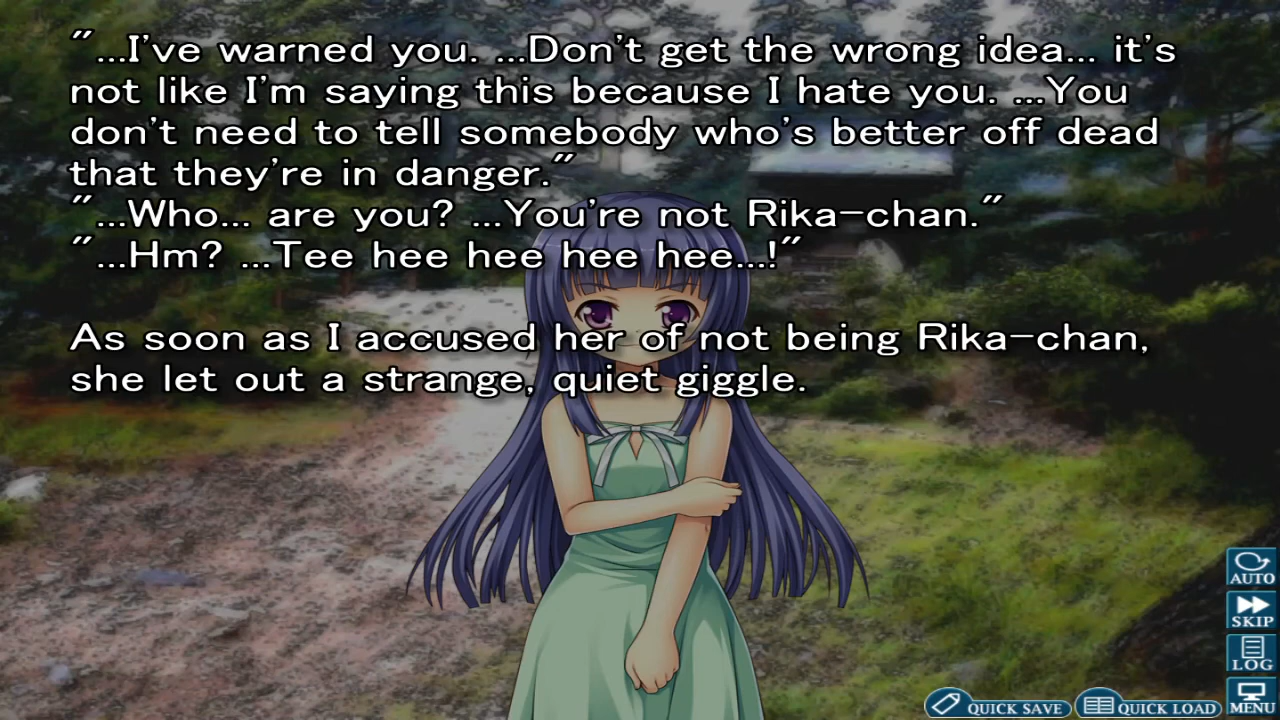 "...I've warned you. ...Don't get the wrong idea... it's
not like I'm saying this because I hate you. ...You
don't need to tell somebody who's better off dead
that they're in danger."
"...Who... are you? ...You're not Rika-chan."
"...Hm? ...Tee hee hee hee hee...!"
As soon as I accused her of not being Rika-chan,
she let out a strange, quiet giggle.
AUTO
SKIP
LOG
QUICK SAVE
QUICK LOAD
MENU